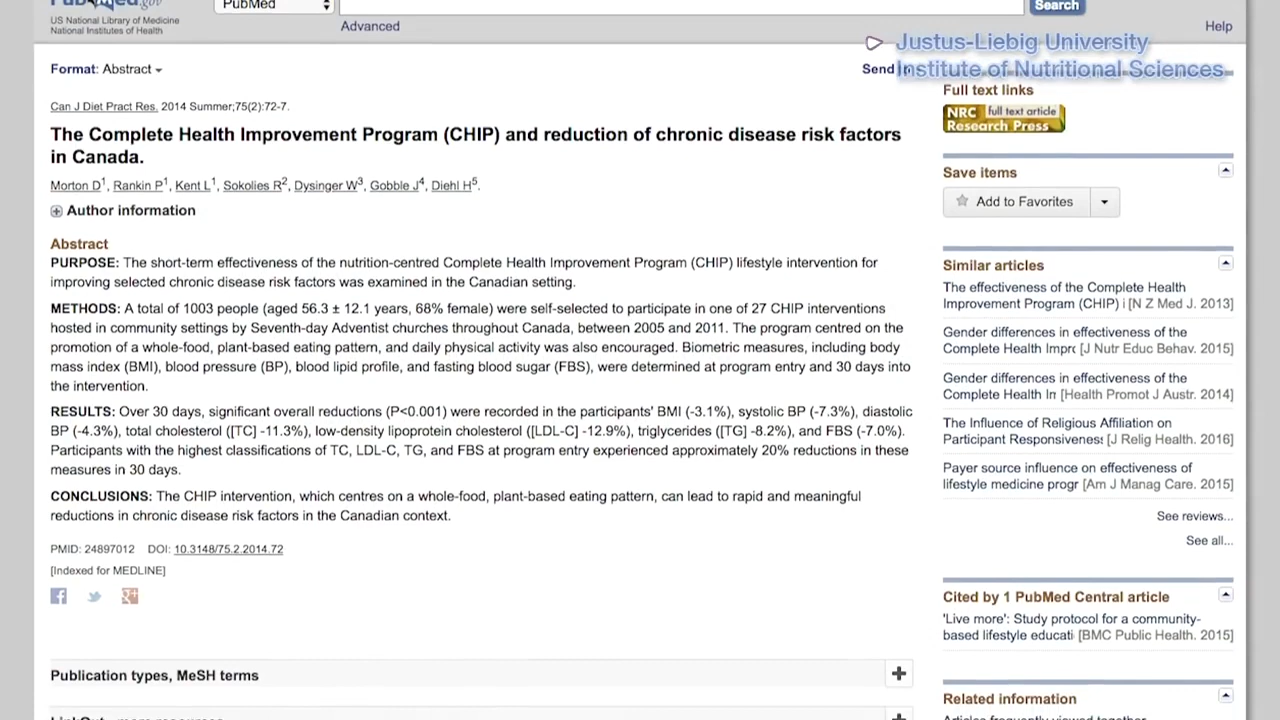 PubMed.gov
US National Library of Medicine
National Institutes of Health
PubMed
Search
Advanced
Help
Justus-Liebig University
Institute of Nutritional Sciences
Format: Abstract
Send
Can J Diet Pract Res. 2014 Summer;75(2):72-7.
The Complete Health Improvement Program (CHIP) and reduction of chronic disease risk factors
in Canada.
Morton D1, Rankin P1, Kent L1, Sokolies R2, Dysinger W3, Gobble J4, Diehl H5.
Author information
Abstract
PURPOSE: The short-term effectiveness of the nutrition-centred Complete Health Improvement Program (CHIP) lifestyle intervention for
improving selected chronic disease risk factors was examined in the Canadian setting.
METHODS: A total of 1003 people (aged 56.3 ± 12.1 years, 68% female) were self-selected to participate in one of 27 CHIP interventions
hosted in community settings by Seventh-day Adventist churches throughout Canada, between 2005 and 2011. The program centred on the
promotion of a whole-food, plant-based eating pattern, and daily physical activity was also encouraged. Biometric measures, including body
mass index (BMI), blood pressure (BP), blood lipid profile, and fasting blood sugar (FBS), were determined at program entry and 30 days into
the intervention.
RESULTS: Over 30 days, significant overall reductions (P<0.001) were recorded in the participants' BMI (-3.1%), systolic BP (-7.3%), diastolic
BP (-4.3%), total cholesterol ([TC] -11.3%), low-density lipoprotein cholesterol ([LDL-C] -12.9%), triglycerides ([TG] -8.2%), and FBS (-7.0%).
Participants with the highest classifications of TC, LDL-C, TG, and FBS at program entry experienced approximately 20% reductions in these
measures in 30 days.
CONCLUSIONS: The CHIP intervention, which centres on a whole-food, plant-based eating pattern, can lead to rapid and meaningful
reductions in chronic disease risk factors in the Canadian context.
PMID: 24897012 DOI: 10.3148/75.2.2014.72
[Indexed for MEDLINE]
Publication types, MeSH terms
Full text links
NRC full text article
Research Press
Save items
Add to Favorites
Similar articles
The effectiveness of the Complete Health
Improvement Program (CHIP) i [N Z Med J. 2013]
Gender differences in effectiveness of the
Complete Health Impro [J Nutr Educ Behav. 2015]
Gender differences in effectiveness of the
Complete Health Im [Health Promot J Austr. 2014]
The Influence of Religious Affiliation on
Participant Responsiveness [J Relig Health. 2016]
Payer source influence on effectiveness of
lifestyle medicine progr [Am J Manag Care. 2015]
See reviews...
See all...
Cited by 1 PubMed Central article
'Live more': Study protocol for a community-
based lifestyle educati [BMC Public Health. 2015]
Related information